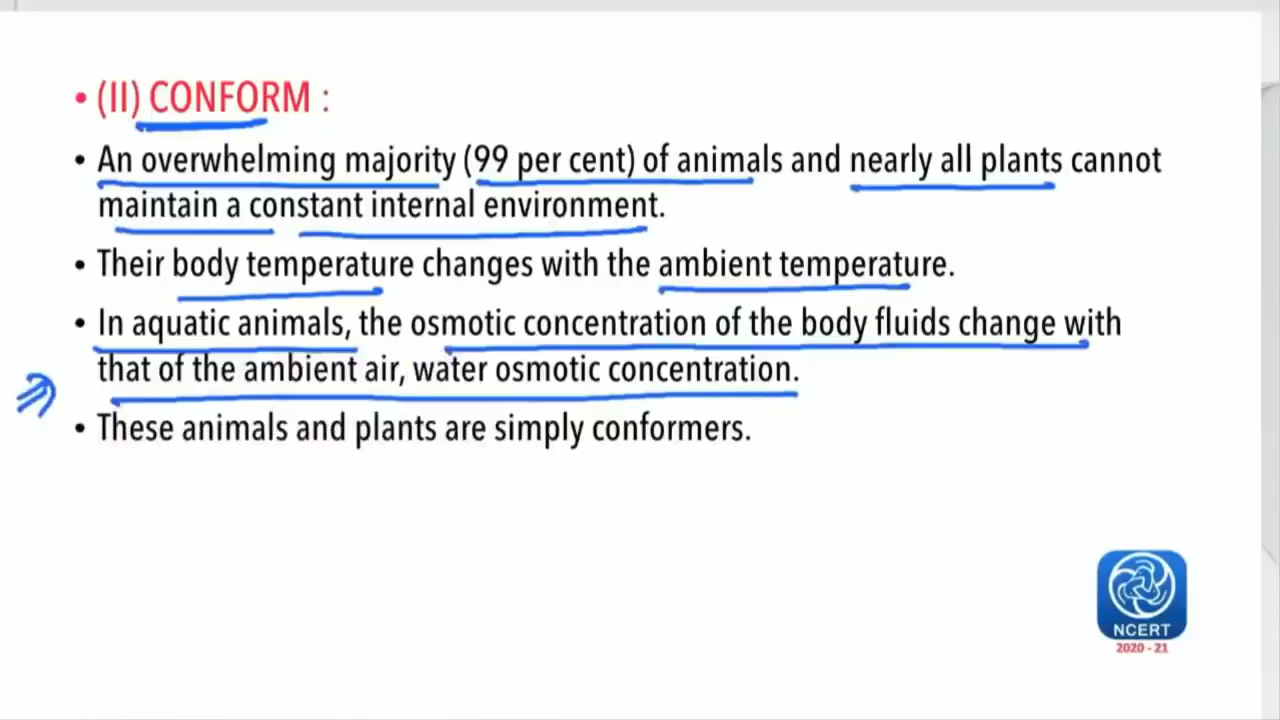 • (II) CONFORM :
• An overwhelming majority (99 per cent) of animals and nearly all plants cannot
maintain a constant internal environment.
• Their body temperature changes with the ambient temperature.
• In aquatic animals, the osmotic concentration of the body fluids change with
that of the ambient air, water osmotic concentration.
• These animals and plants are simply conformers.
NCERT
2020 - 21